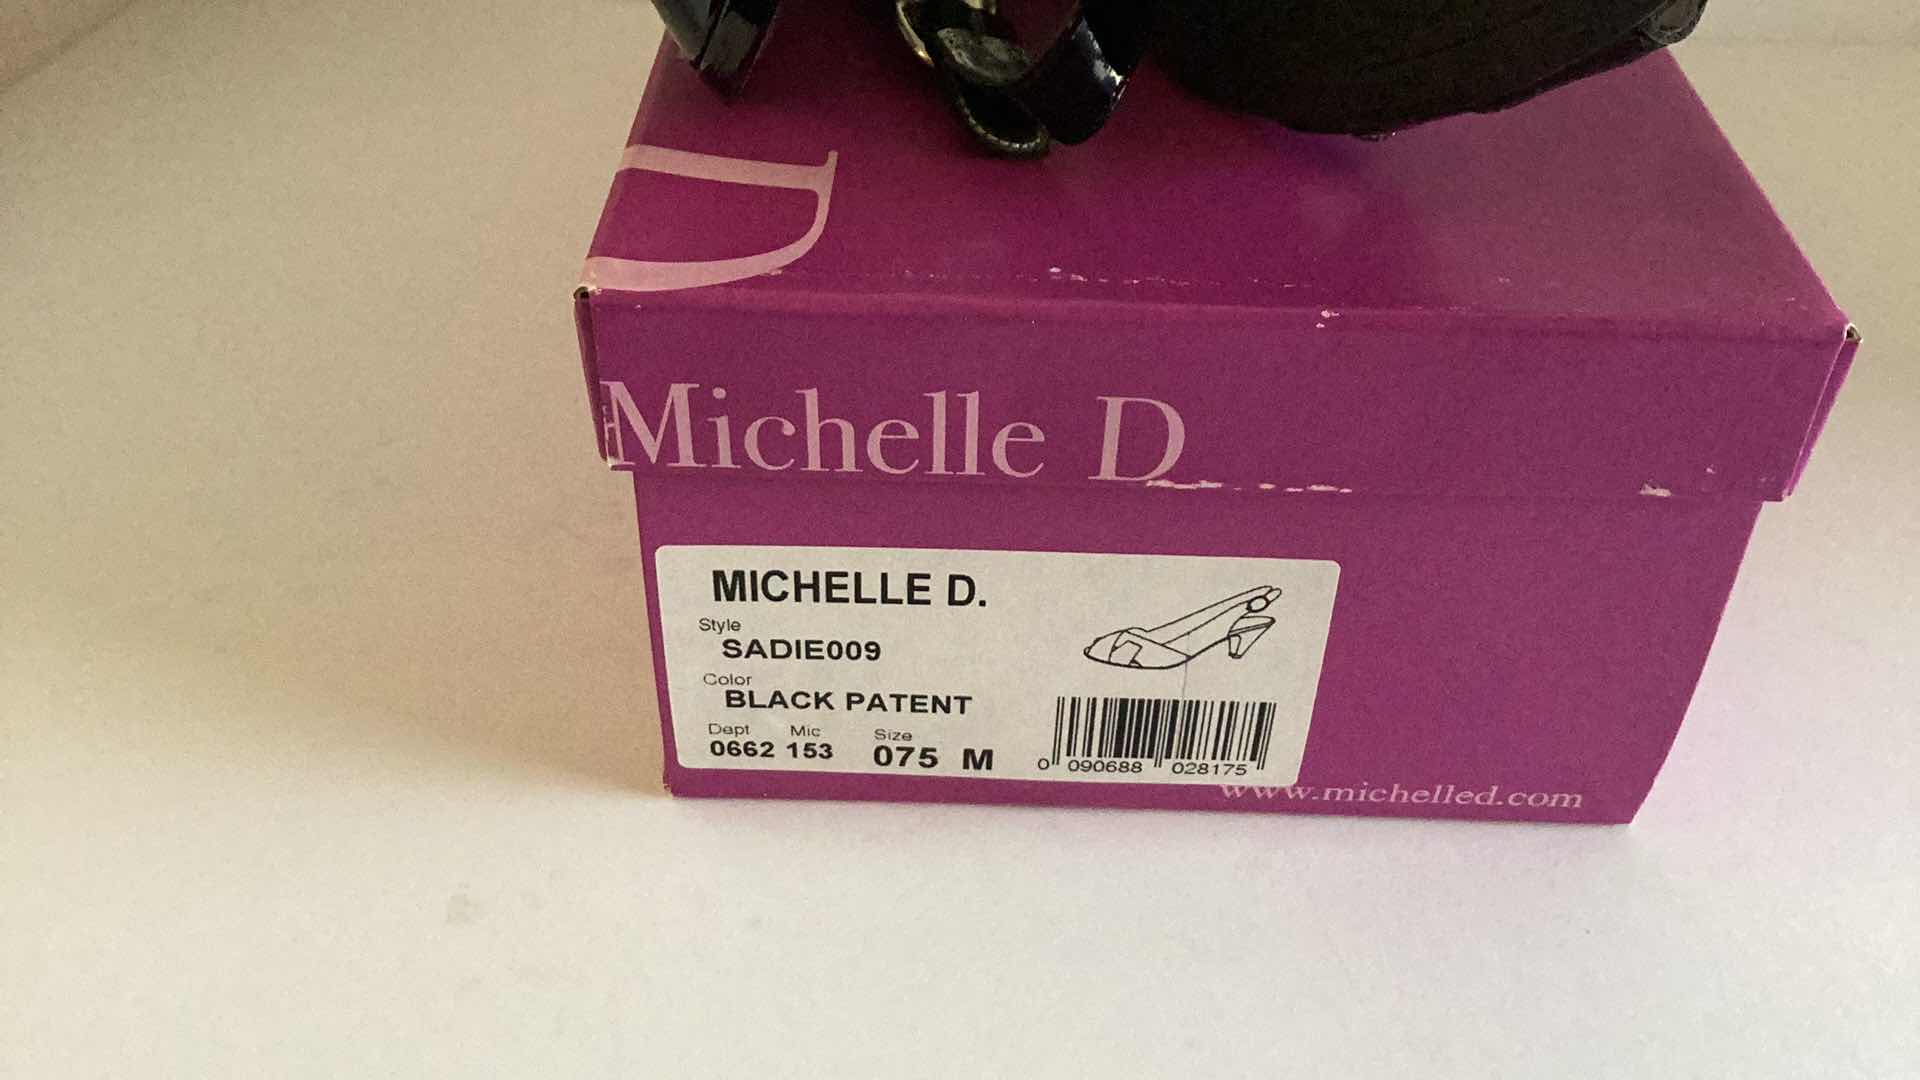 D
Michelle D
MICHELLE D.
Style
SADIE009
Color
BLACK PATENT
Dept Mic Size
0662 153 075 M
0 090688 028175
www.michelled.com